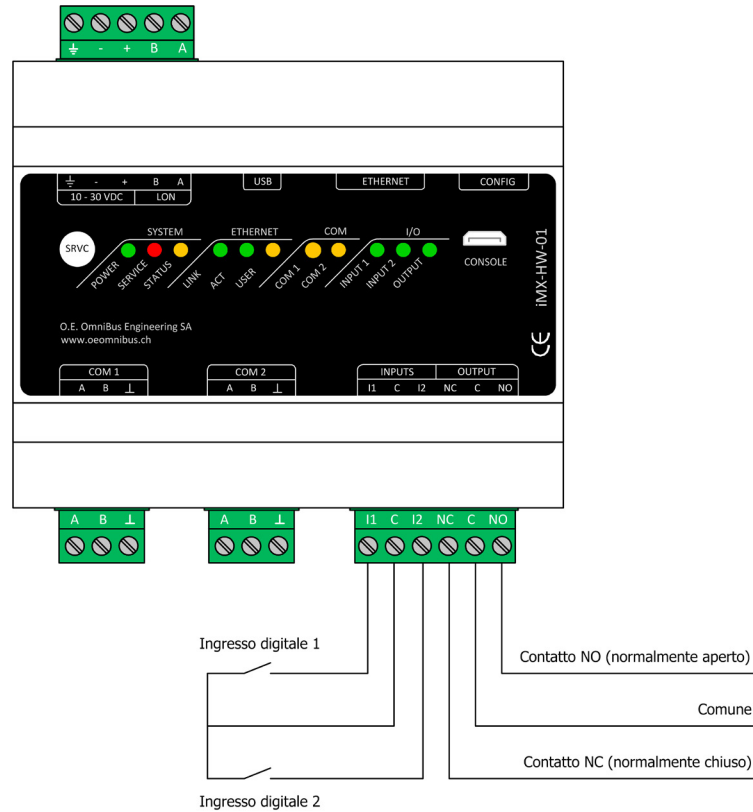 ⏚ - + B A
⏚ - + B A
10 - 30 VDC LON
USB
ETHERNET
CONFIG
SRVC
SYSTEM
ETHERNET
COM
I/O
POWER
SERVICE
STATUS
LINK
ACT
USER
COM 1
COM 2
INPUT 1
INPUT 2
OUTPUT
CONSOLE
iMX-HW-01
CE
O.E. OmniBus Engineering SA
www.oeomnibus.ch
COM 1
A B ⊥
COM 2
A B ⊥
INPUTS OUTPUT
I1 C I2 NC C NO
A B ⊥
A B ⊥
I1 C I2 NC C NO
Ingresso digitale 1
Contatto NO (normalmente aperto)
Comune
Contatto NC (normalmente chiuso)
Ingresso digitale 2